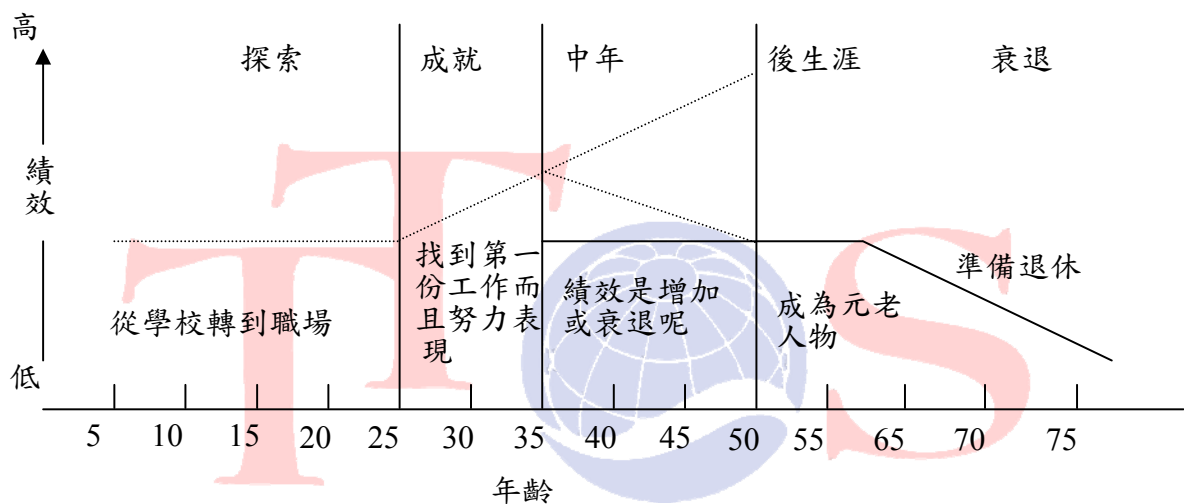 高
探索
成就
中年
後生涯
衰退
績
效
找到第一
份工作而
且努力表
現
從學校轉到職場
績效是增加
或衰退呢
成為元老
人物
準備退休
低
5 10 15 20 25 30 35 40 45 50 55 65 70 75
年齡
TTQS